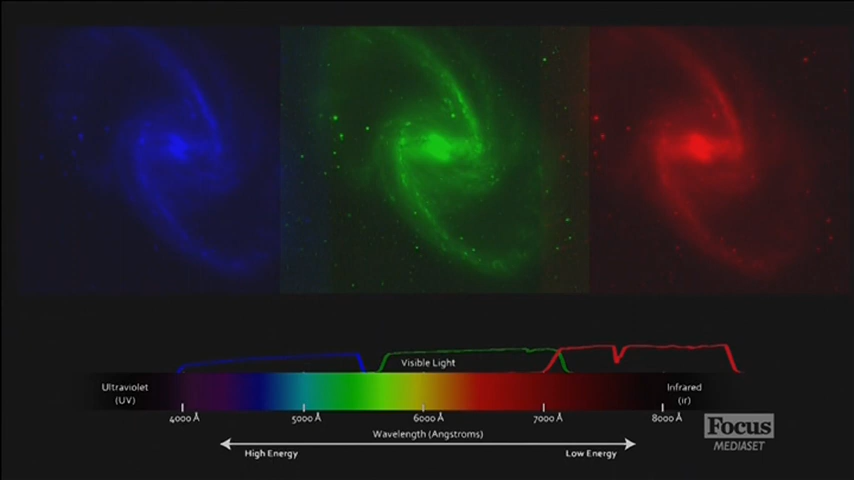 Visible Light
Ultraviolet
(UV)
Infrared
(ir)
4000 Å
5000 Å
6000 Å
7000 Å
8000 Å
Wavelength (Angstroms)
High Energy
Low Energy
Focus
MEDIASET